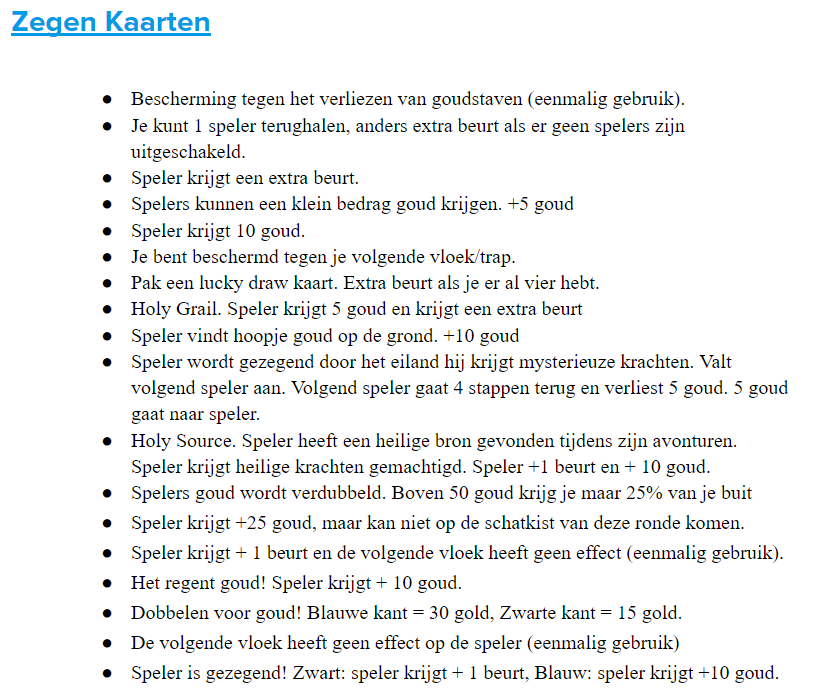 Zegen Kaarten
● Bescherming tegen het verliezen van goudstaven (eenmalig gebruik).
● Je kunt 1 speler terughalen, anders extra beurt als er geen spelers zijn
uitgeschakeld.
● Speler krijgt een extra beurt.
● Spelers kunnen een klein bedrag goud krijgen. +5 goud
● Speler krijgt 10 goud.
● Je bent beschermd tegen je volgende vloek/trap.
● Pak een lucky draw kaart. Extra beurt als je er al vier hebt.
● Holy Grail. Speler krijgt 5 goud en krijgt een extra beurt
● Speler vindt hoopje goud op de grond. +10 goud
● Speler wordt gezegend door het eiland hij krijgt mysterieuze krachten. Valt
volgend speler aan. Volgend speler gaat 4 stappen terug en verliest 5 goud. 5 goud
gaat naar speler.
● Holy Source. Speler heeft een heilige bron gevonden tijdens zijn avonturen.
Speler krijgt heilige krachten gemachtigd. Speler +1 beurt en + 10 goud.
● Spelers goud wordt verdubbeld. Boven 50 goud krijg je maar 25% van je buit
● Speler krijgt +25 goud, maar kan niet op de schatkist van deze ronde komen.
● Speler krijgt + 1 beurt en de volgende vloek heeft geen effect (eenmalig gebruik).
● Het regent goud! Speler krijgt + 10 goud.
● Dobbelen voor goud! Blauwe kant = 30 gold, Zwarte kant = 15 gold.
● De volgende vloek heeft geen effect op de speler (eenmalig gebruik)
● Speler is gezegend! Zwart: speler krijgt + 1 beurt, Blauw: speler krijgt +10 goud.